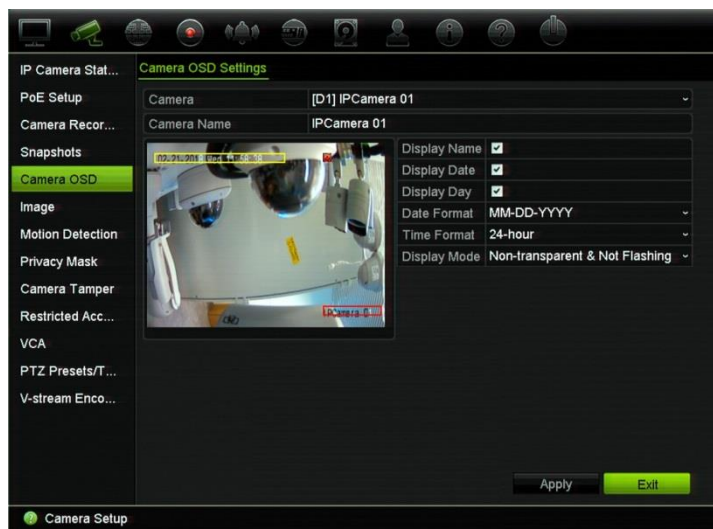 IP Camera Stat...
Camera OSD Settings
PoE Setup
Camera [D1] IPCamera 01
Camera Recor...
Camera Name IPCamera 01
Snapshots
Display Name
Camera OSD
Display Date
Display Day
Image
Date Format MM-DD-YYYY
Motion Detection
Time Format 24-hour
Privacy Mask
Display Mode Non-transparent & Not Flashing
Camera Tamper
Restricted Acc...
VCA
PTZ Presets/T...
V-stream Enco...
Apply Exit
Camera Setup